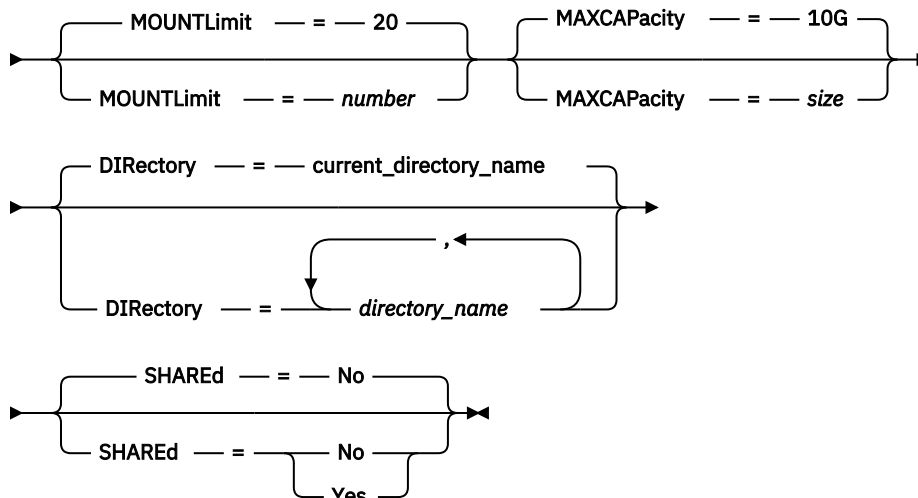 MOUNTLimit = 20 MAXCAPacity = 10G
MOUNTLimit = number MAXCAPacity = size
DIRectory = current_directory_name
,
DIRectory = directory_name
SHAREd = No
SHAREd = No
Yes